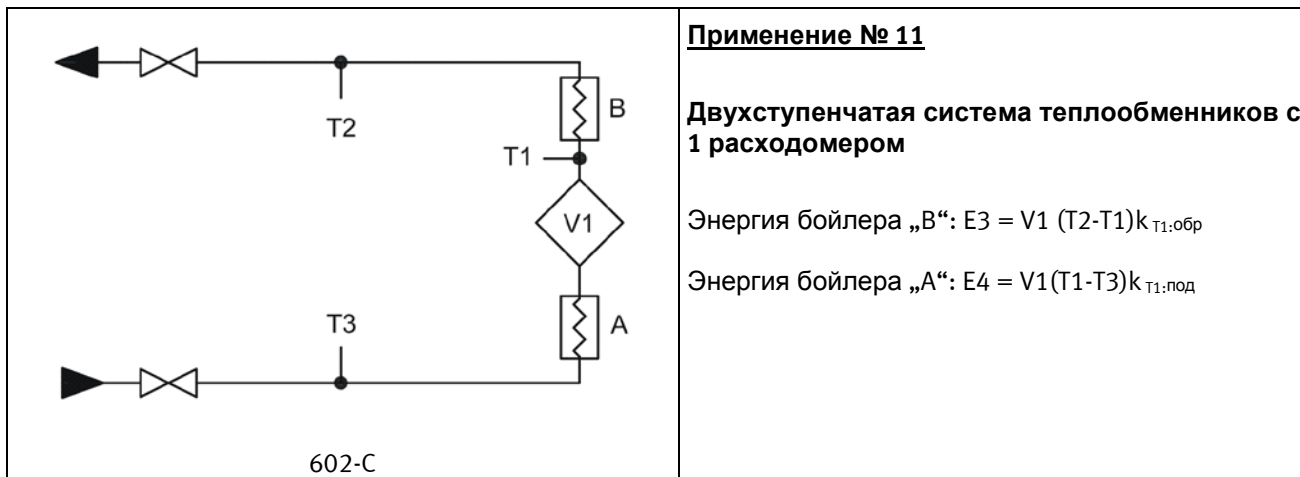 T2
B
T1
V1
A
T3
602-C
Применение № 11
Двухступенчатая система теплообменников с
1 расходомером
Энергия бойлера „В“: E3 = V1 (T2-T1)k T1:обр
Энергия бойлера „А“: E4 = V1(T1-T3)k T1:под